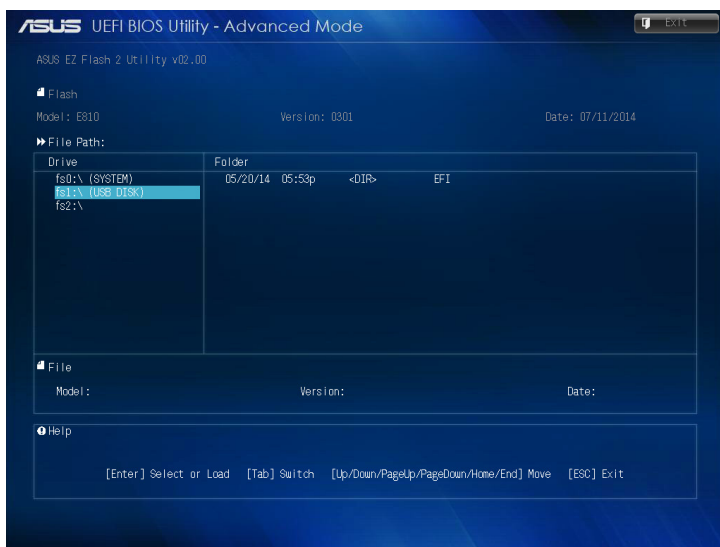 ASUS UEFI BIOS Utility - Advanced Mode
Exit
ASUS EZ Flash 2 Utility v02.00
Flash
Model: E810 Version: 0301 Date: 07/11/2014
File Path:
Drive Folder
fs0:\ (SYSTEM) 05/20/14 05:53p <DIR> EFI
fs1:\ (USB DISK)
fs2:\
File
Model: Version: Date:
Help
[Enter] Select or Load [Tab] Switch [Up/Down/PageUp/PageDown/Home/End] Move [ESC] Exit